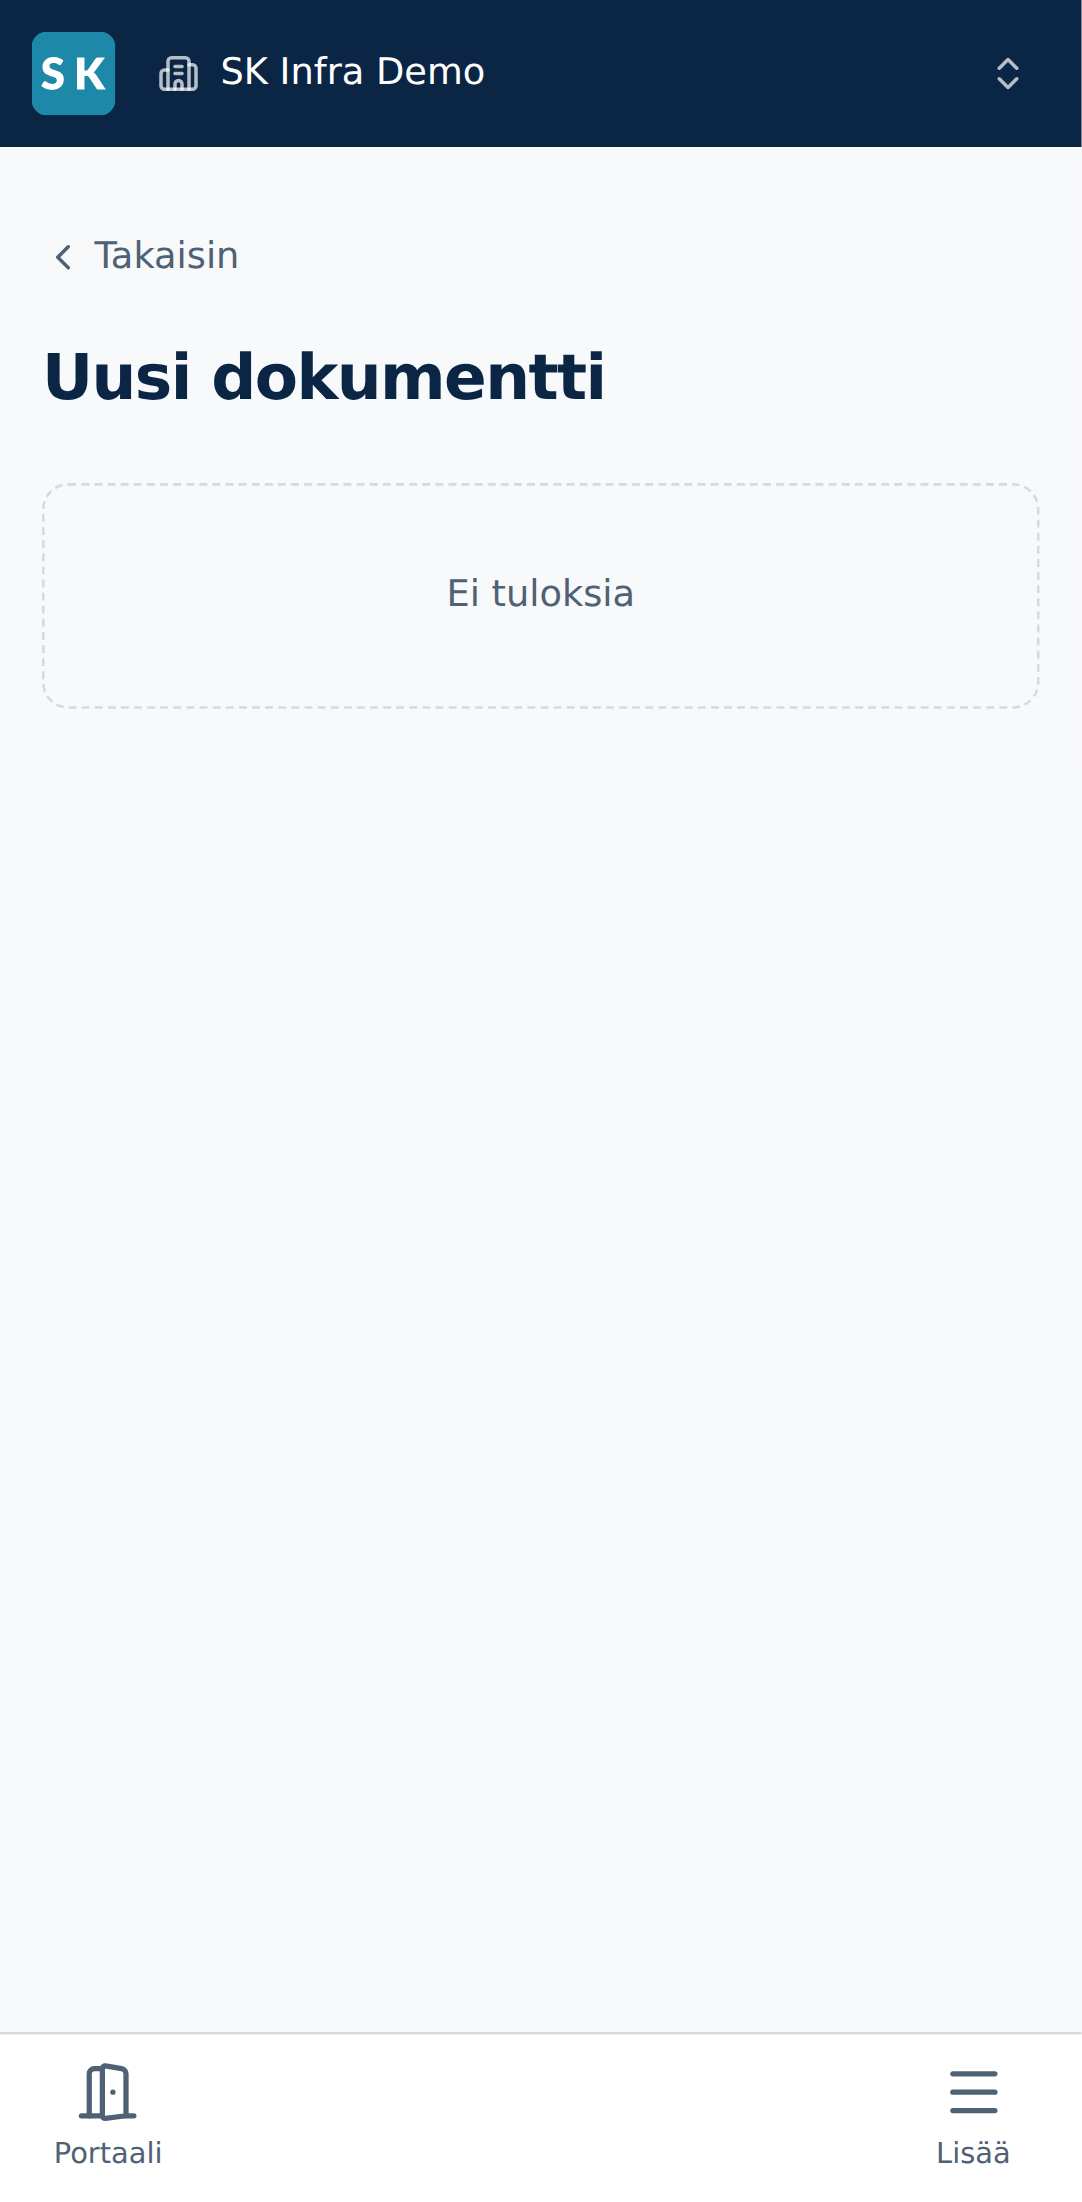 SK
SK Infra Demo
Takaisin
Uusi dokumentti
Ei tuloksia
Portaali
Lisää